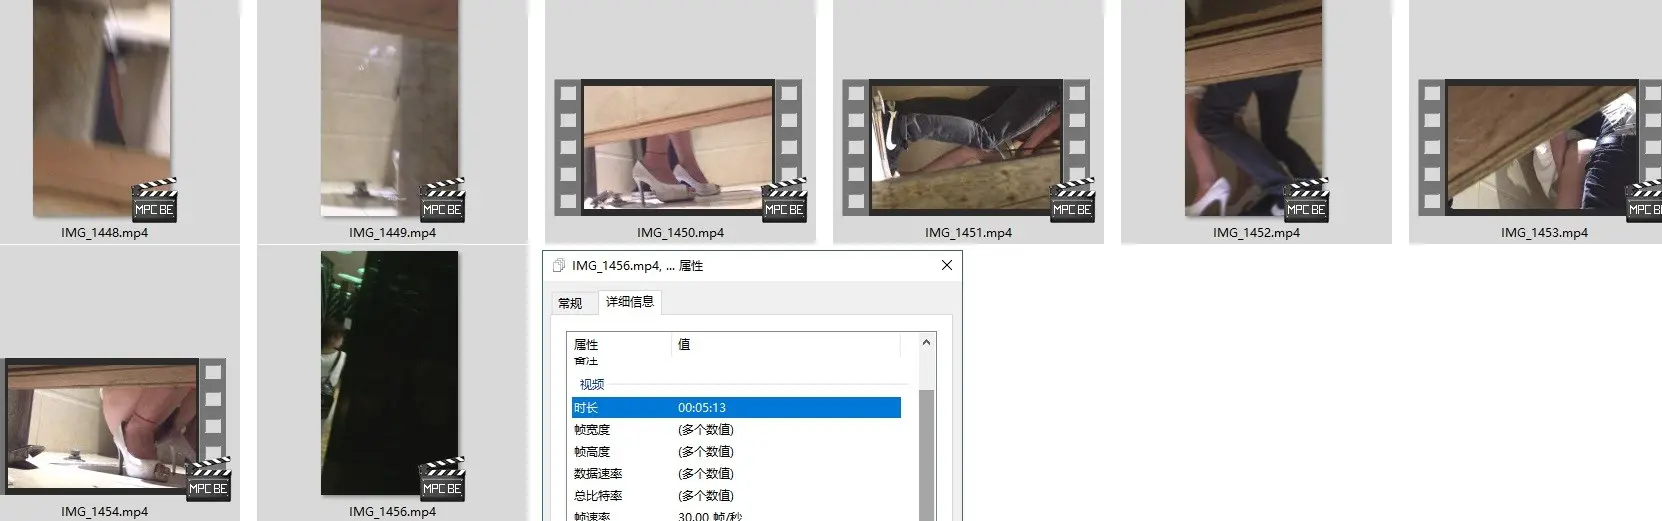 MPC BE
MPC BE
MPC BE
MPC BE
MPC BE
MPC BE
IMG_1448.mp4
IMG_1449.mp4
IMG_1450.mp4
IMG_1451.mp4
IMG_1452.mp4
IMG_1453.mp4
IMG_1456.mp4, ... 属性
常规
详细信息
属性
值
备注
视频
时长
00:05:13
帧宽度
(多个数值)
帧高度
(多个数值)
数据速率
(多个数值)
总比特率
(多个数值)
帧速率
30.00 帧/秒
MPC BE
MPC BE
IMG_1454.mp4
IMG_1456.mp4